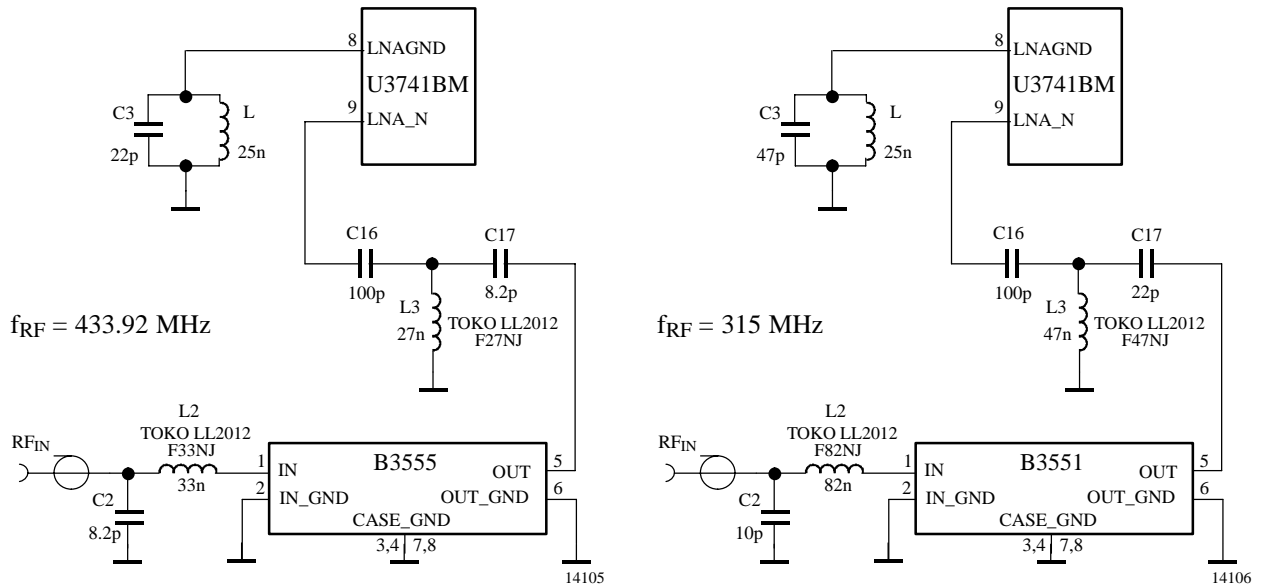 8
LNAGND
U3741BM
C3
L
9
LNA_N
22p
25n
C16
C17
100p
8.2p
L3
fRF = 433.92 MHz
27n
TOKO LL2012
F27NJ
L2
TOKO LL2012
F33NJ
RFIN
33n
1
IN
B3555
OUT
5
C2
2
IN_GND
OUT_GND
6
8.2p
CASE_GND
3,4
7,8
14105
8
LNAGND
U3741BM
C3
L
9
LNA_N
47p
25n
C16
C17
100p
22p
L3
fRF = 315 MHz
47n
TOKO LL2012
F47NJ
L2
TOKO LL2012
F82NJ
RFIN
82n
1
IN
B3551
OUT
5
C2
2
IN_GND
OUT_GND
6
10p
CASE_GND
3,4
7,8
14106